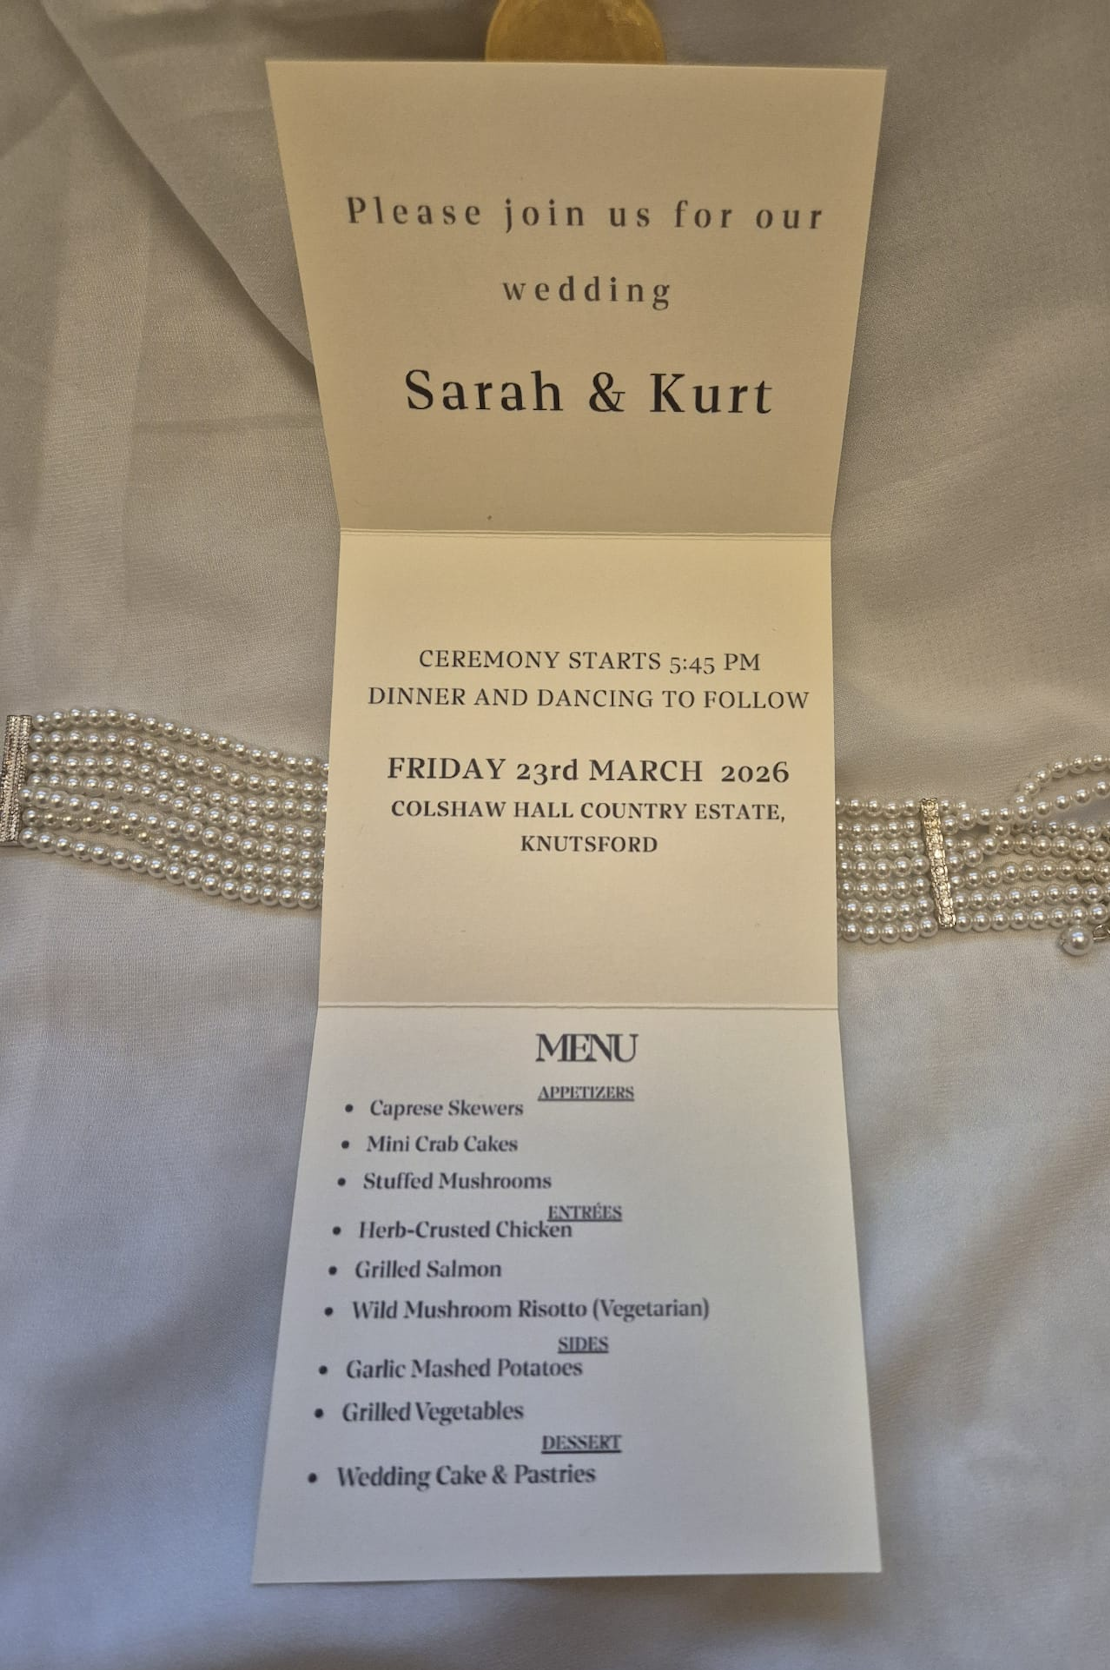 Please join us for our
wedding
Sarah & Kurt
CEREMONY STARTS 5:45 PM
DINNER AND DANCING TO FOLLOW
FRIDAY 23rd MARCH 2026
COLSHAW HALL COUNTRY ESTATE,
KNUTSFORD
MENU
APPETIZERS
• Caprese Skewers
• Mini Crab Cakes
• Stuffed Mushrooms
ENTRÉES
• Herb-Crusted Chicken
• Grilled Salmon
• Wild Mushroom Risotto (Vegetarian)
SIDES
• Garlic Mashed Potatoes
• Grilled Vegetables
DESSERT
• Wedding Cake & Pastries